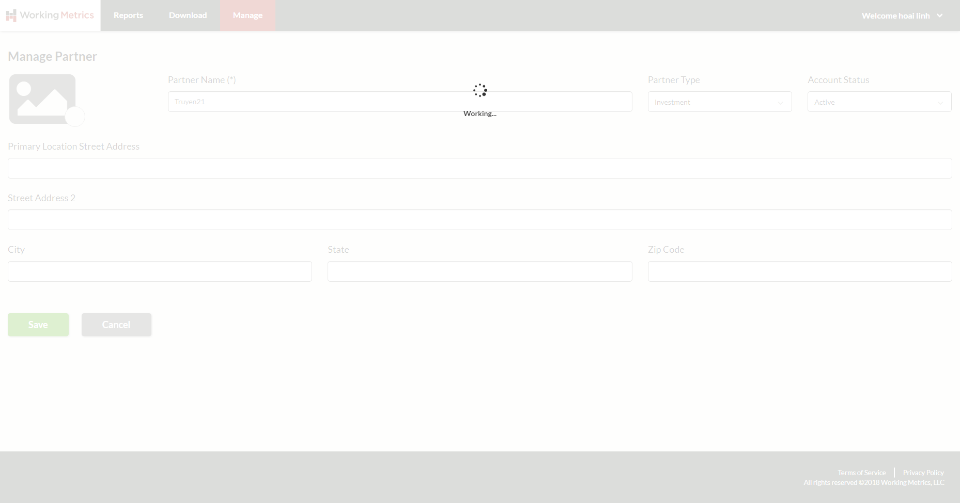 Working Metrics
Reports
Download
Manage
Welcome hoai linh
Manage Partner
Partner Name (*)
Partner Type
Account Status
Investment
Active
Working...
Primary Location Street Address
Street Address 2
City
State
Zip Code
Save
Cancel
Terms of Service
Privacy Policy
All rights reserved ©2018 Working Metrics, LLC